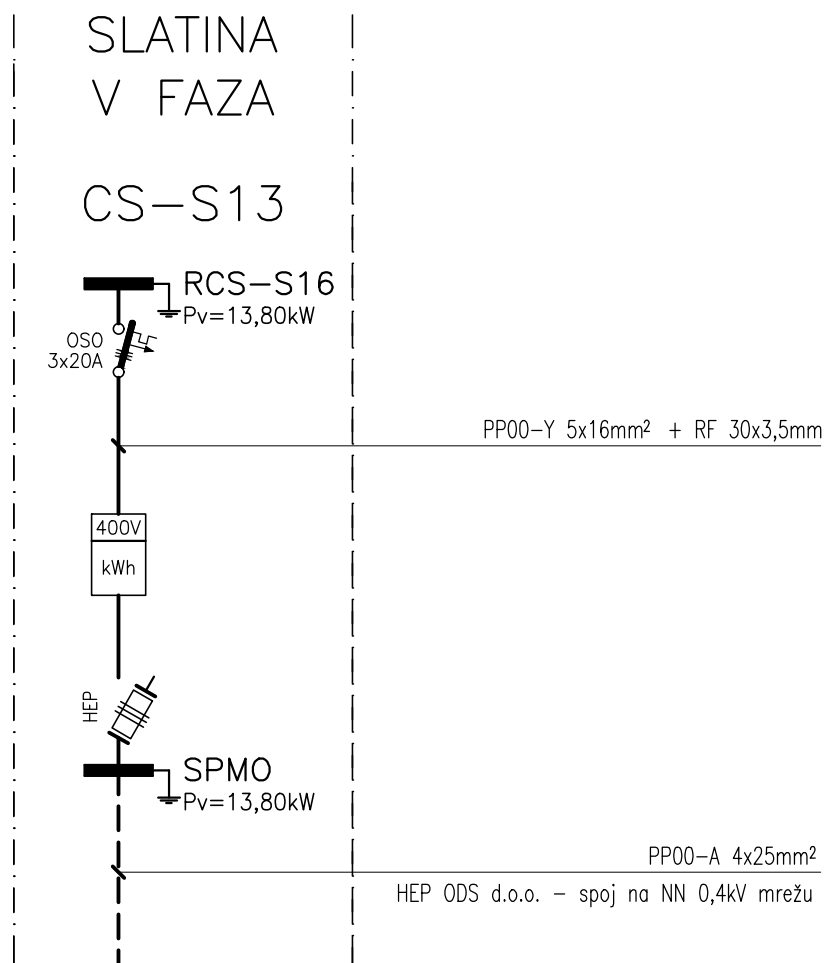 SLATINA
V FAZA
CS-S13
RCS-S16
Pv=13,80kW
OSO
3x20A
PP00-Y 5x16mm² + RF 30x3,5mm
400V
kWh
HEP
SPMO
Pv=13,80kW
PP00-A 4x25mm²
HEP ODS d.o.o. - spoj na NN 0,4kV mrežu